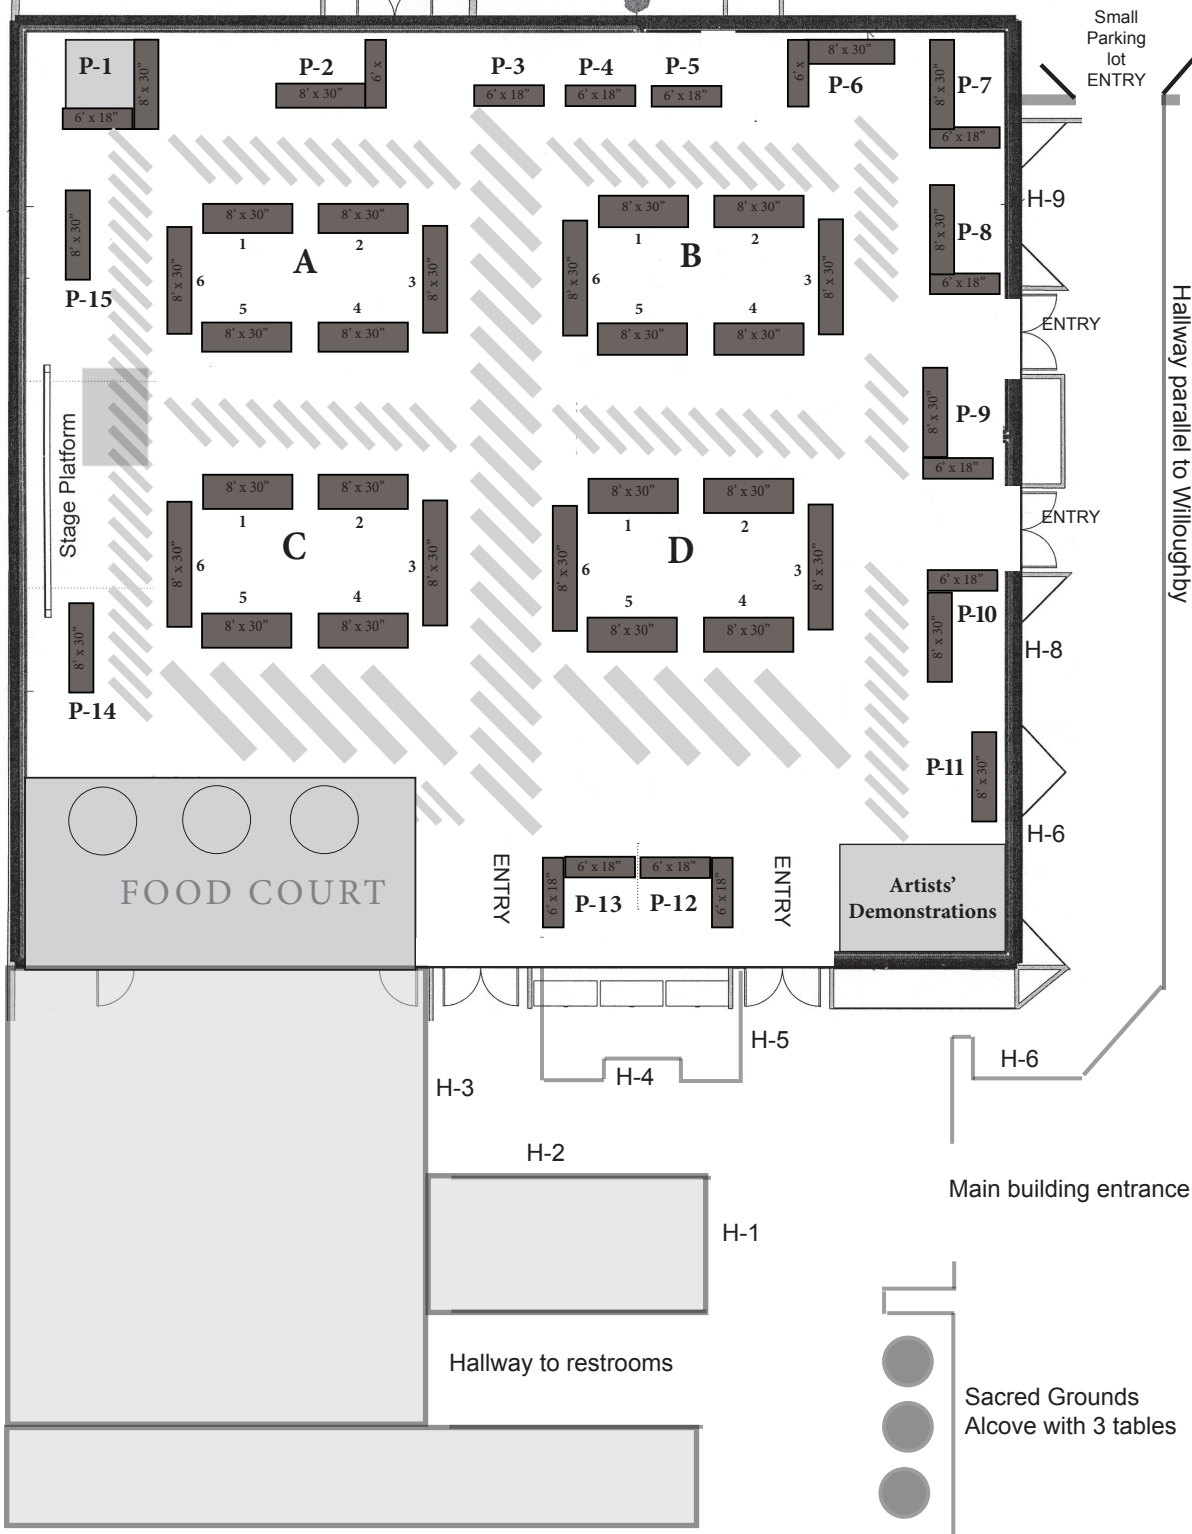 Small
Parking
lot
ENTRY
P-1
8’ x 30”
6’ x 18”
P-2
8’ x 30”
6’ x
P-3
6’ x 18”
P-4
6’ x 18”
P-5
6’ x 18”
6’ x
8’ x 30”
P-6
8’ x 30”
P-7
6’ x 18”
8’ x 30”
P-15
8’ x 30”
8’ x 30”
8’ x 30”
8’ x 30”
8’ x 30”
8’ x 30”
1
2
3
4
5
6
A
8’ x 30”
8’ x 30”
8’ x 30”
8’ x 30”
8’ x 30”
8’ x 30”
1
2
3
4
5
6
B
8’ x 30”
P-8
6’ x 18”
H-9
ENTRY
Hallway parallel to Willoughby
Stage Platform
8’ x 30”
P-9
6’ x 18”
ENTRY
8’ x 30”
8’ x 30”
8’ x 30”
8’ x 30”
8’ x 30”
8’ x 30”
1
2
3
4
5
6
C
8’ x 30”
8’ x 30”
8’ x 30”
8’ x 30”
8’ x 30”
8’ x 30”
1
2
3
4
5
6
D
6’ x 18”
P-10
8’ x 30”
H-8
8’ x 30”
P-14
P-11
8’ x 30”
H-6
FOOD COURT
ENTRY
6’ x 18”
6’ x 18”
P-13
6’ x 18”
P-12
6’ x 18”
ENTRY
Artists’
Demonstrations
H-5
H-4
H-3
H-6
H-2
Main building entrance
H-1
Hallway to restrooms
Sacred Grounds
Alcove with 3 tables